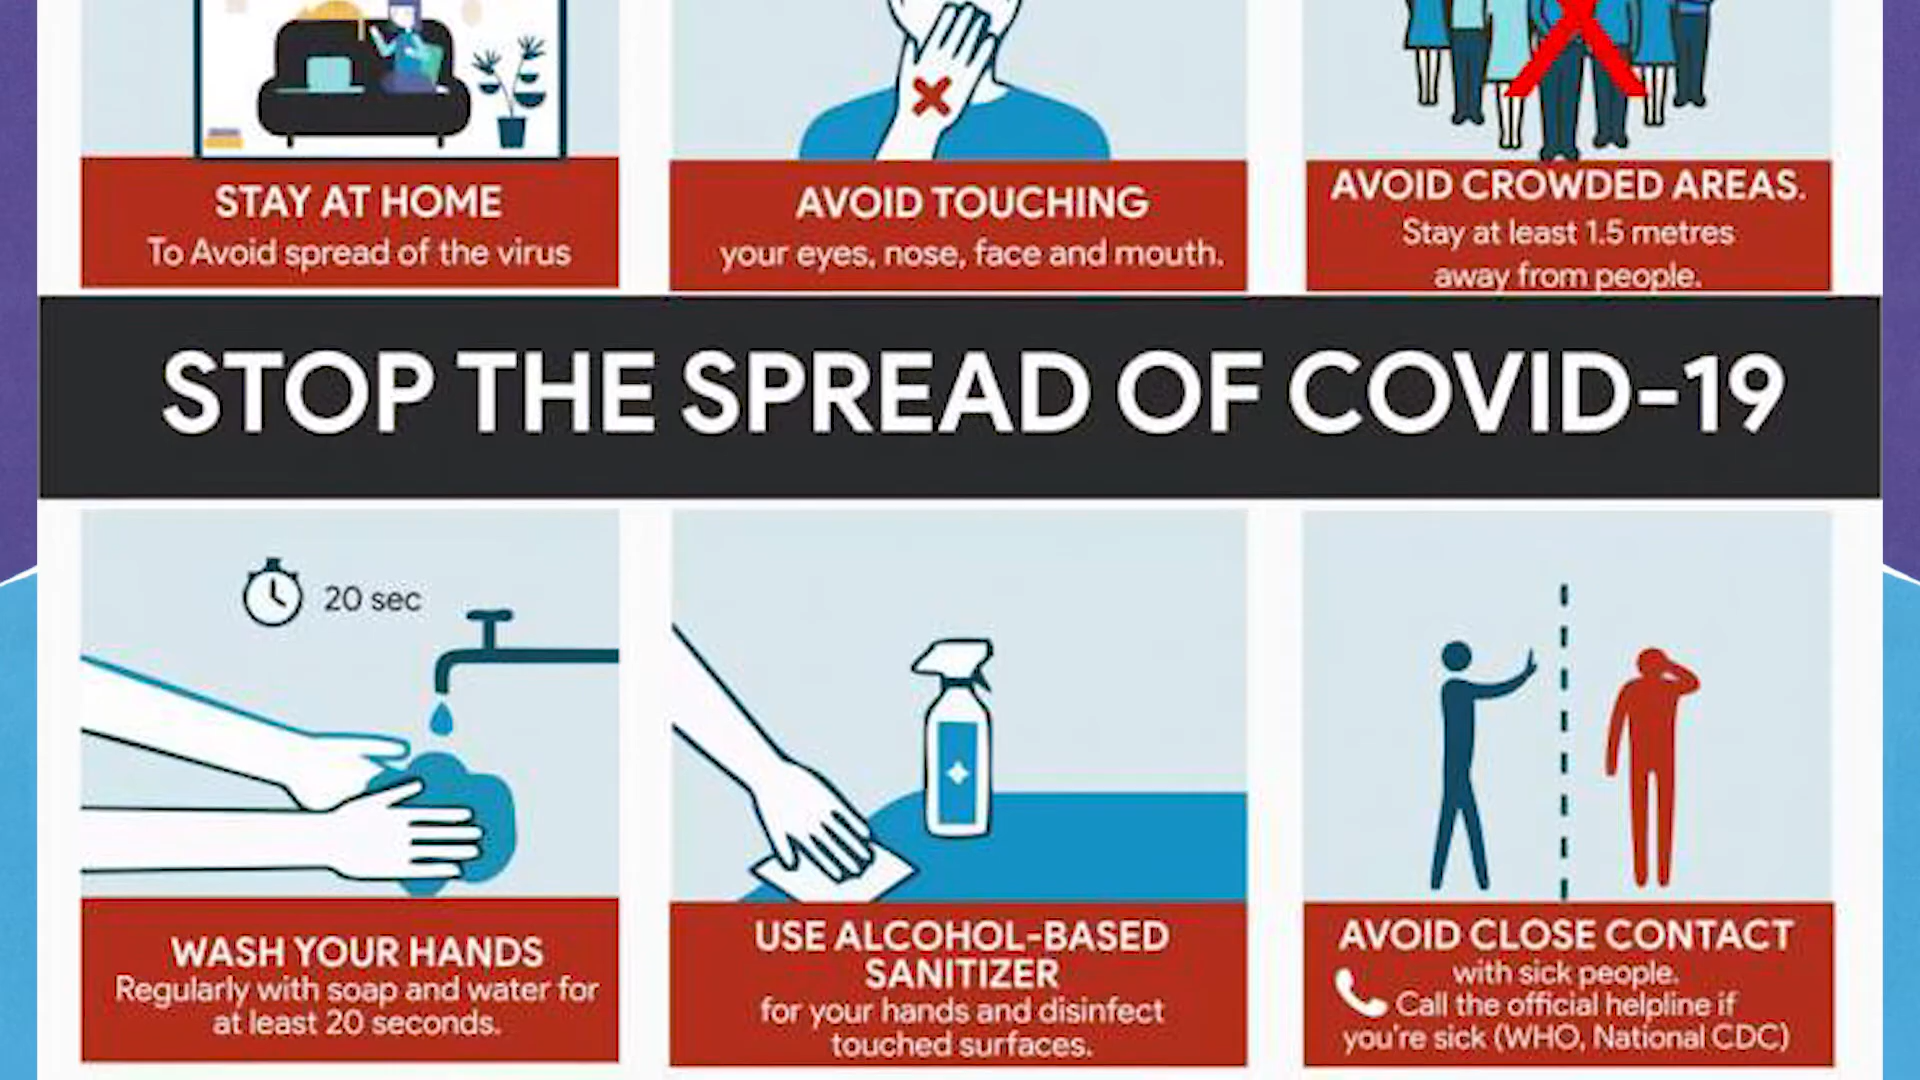 STAY AT HOME
To Avoid spread of the virus
AVOID TOUCHING
your eyes, nose, face and mouth.
AVOID CROWDED AREAS.
Stay at least 1.5 metres
away from people.
STOP THE SPREAD OF COVID-19
20 sec
WASH YOUR HANDS
Regularly with soap and water for
at least 20 seconds.
USE ALCOHOL-BASED
SANITIZER
for your hands and disinfect
touched surfaces.
AVOID CLOSE CONTACT
with sick people.
Call the official helpline if
you're sick (WHO, National CDC)